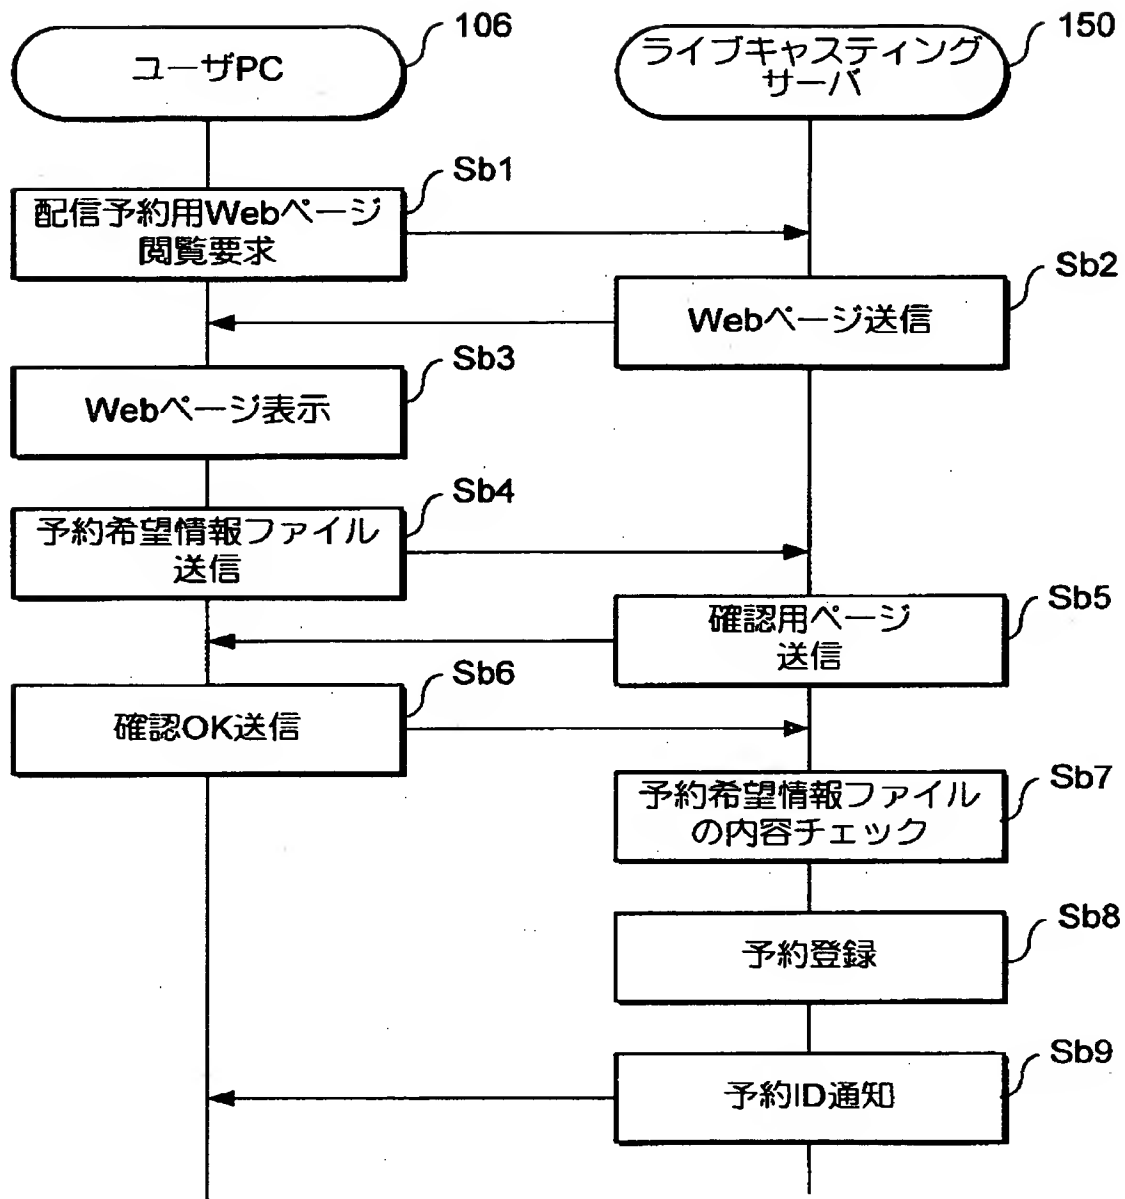 106
ユーザPC
150
ライブキャスティング
サーバ
Sb1
配信予約用Webページ
閲覧要求
Sb2
Webページ送信
Sb3
Webページ表示
Sb4
予約希望情報ファイル
送信
Sb5
確認用ページ
送信
Sb6
確認OK送信
Sb7
予約希望情報ファイル
の内容チェック
Sb8
予約登録
Sb9
予約ID通知